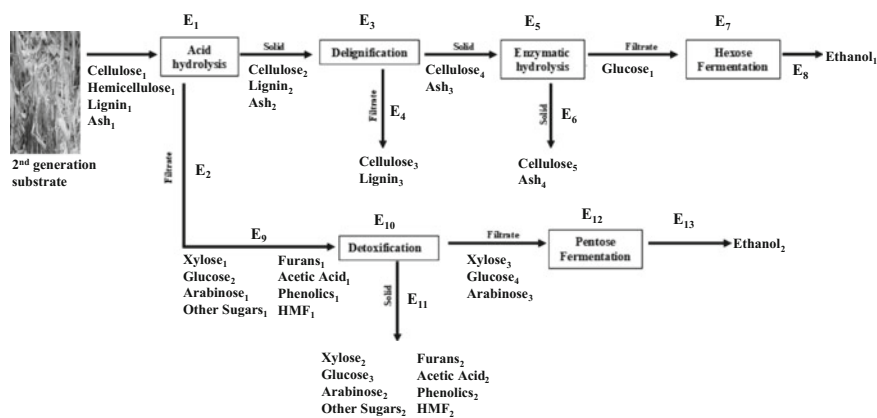 E₁
E₃
E₅
E₇
Acid hydrolysis
Solid
Delignification
Solid
Enzymatic hydrolysis
Filtrate
Hexose Fermentation
E₈
Ethanol₁
Cellulose₁
Hemicellulose₁
Lignin₁
Ash₁
Cellulose₂
Lignin₂
Ash₂
Cellulose₄
Ash₃
Glucose₁
2nd generation
substrate
Filtrate
E₂
Filtrate
E₄
Cellulose₃
Lignin₃
Solid
E₆
Cellulose₅
Ash₄
E₉
E₁₀
Detoxification
Filtrate
E₁₂
Pentose Fermentation
E₁₃
Ethanol₂
Xylose₁
Glucose₂
Arabinose₁
Other Sugars₁
Furans₁
Acetic Acid₁
Phenolics₁
HMF₁
Xylose₃
Glucose₄
Arabinose₃
Solid
E₁₁
Xylose₂
Glucose₃
Arabinose₂
Other Sugars₂
Furans₂
Acetic Acid₂
Phenolics₂
HMF₂